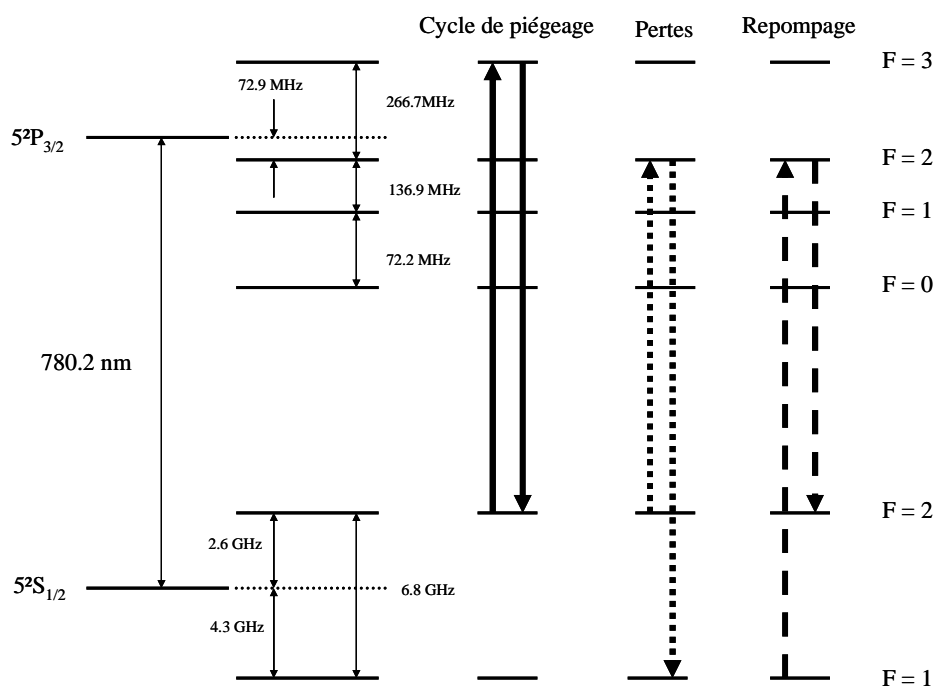 Cycle de piégeage
Pertes
Repompage
F = 3
72.9 MHz
266.7MHz
5²P3/2
F = 2
136.9 MHz
F = 1
72.2 MHz
F = 0
780.2 nm
F = 2
2.6 GHz
5²S1/2
6.8 GHz
4.3 GHz
F = 1